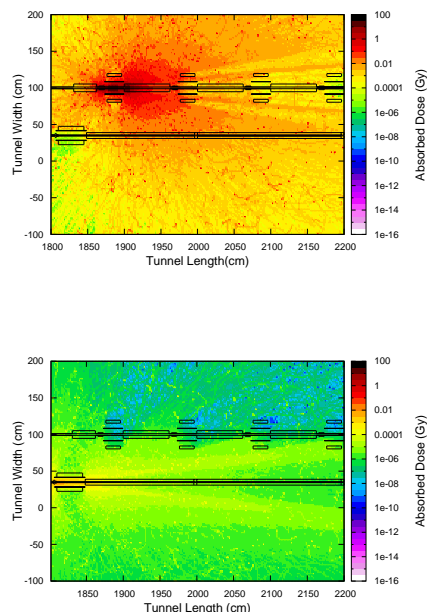 200
150
100
50
0
-50
-100
1800 1850 1900 1950 2000 2050 2100 2150 2200
Tunnel Width (cm)
Tunnel Length(cm)
100
1
0.01
0.0001
1e-06
1e-08
1e-10
1e-12
1e-14
1e-16
Absorbed Dose (Gy)
200
150
100
50
0
-50
-100
1800 1850 1900 1950 2000 2050 2100 2150 2200
Tunnel Width (cm)
Tunnel Length (cm)
100
1
0.01
0.0001
1e-06
1e-08
1e-10
1e-12
1e-14
1e-16
Absorbed Dose (Gy)